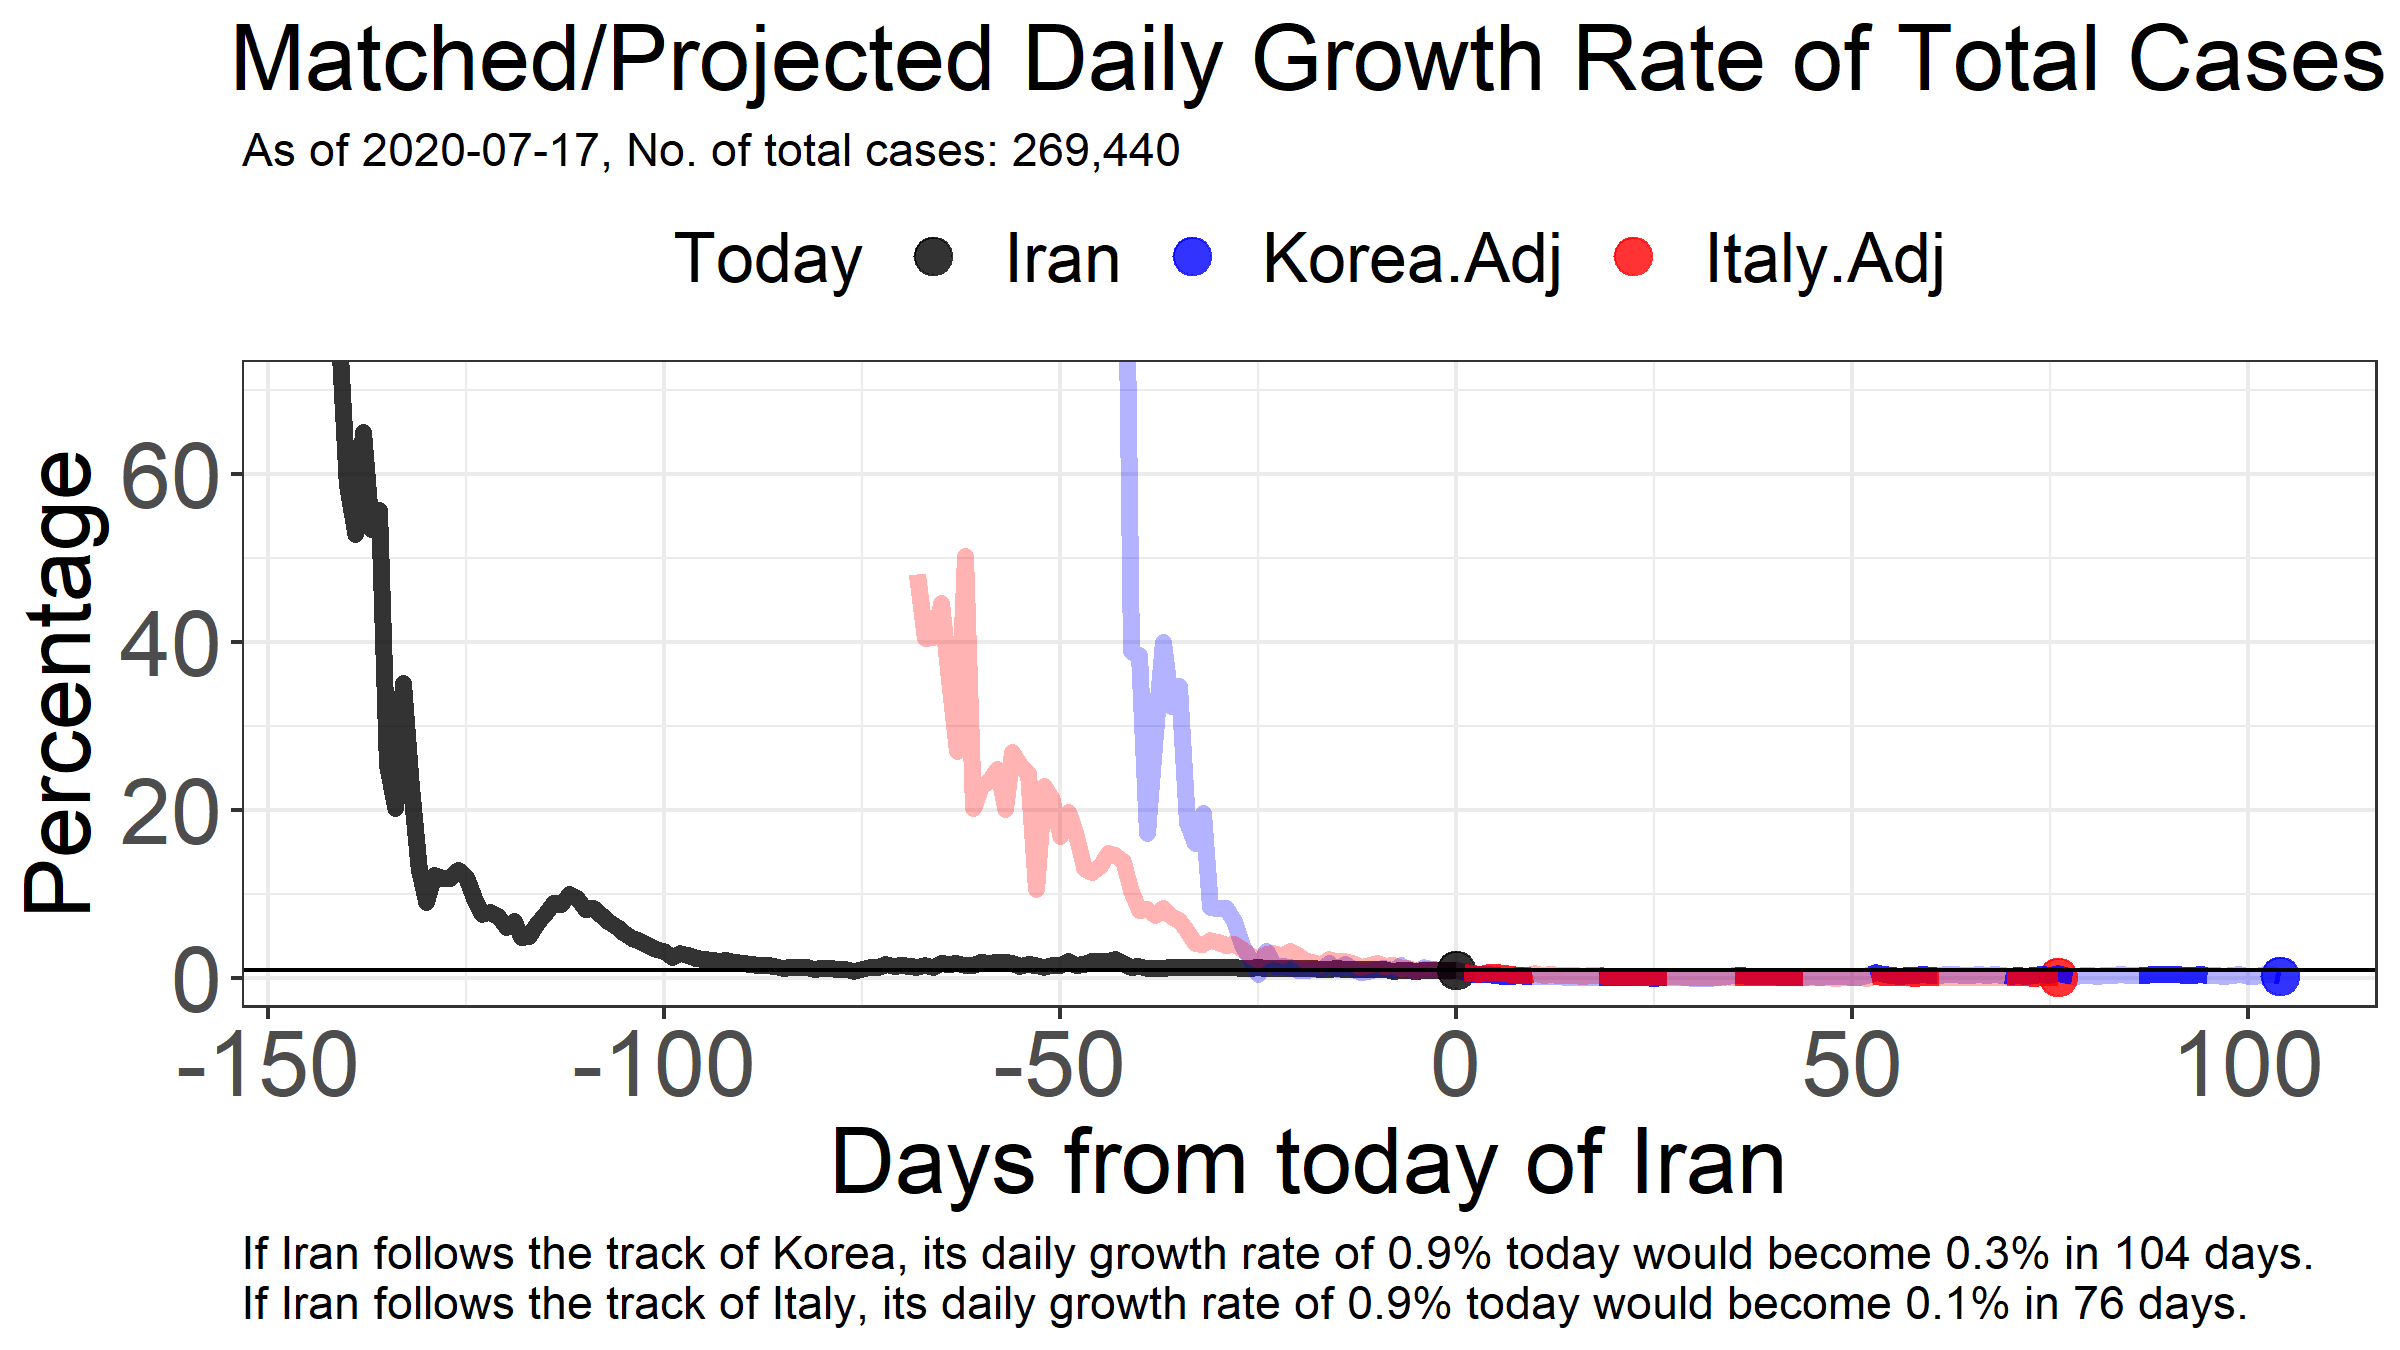 Matched/Projected Daily Growth Rate of Total Cases
As of 2020-07-17, No. of total cases: 269,440
Today Iran Korea.Adj Italy.Adj
Percentage
60
40
20
0
-150 -100 -50 0 50 100
Days from today of Iran
If Iran follows the track of Korea, its daily growth rate of 0.9% today would become 0.3% in 104 days.
If Iran follows the track of Italy, its daily growth rate of 0.9% today would become 0.1% in 76 days.